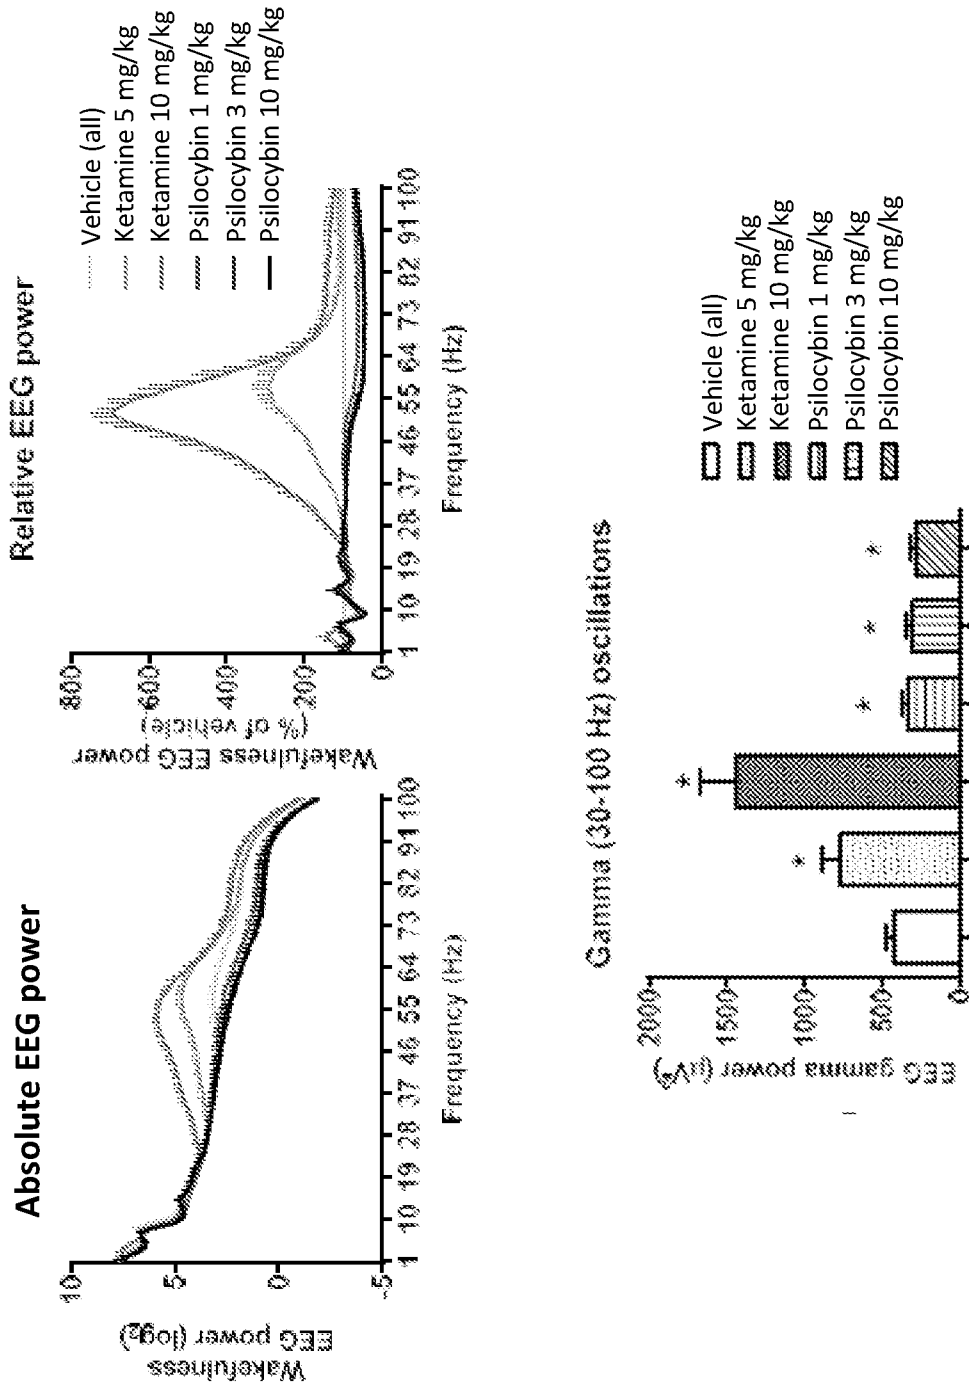 Absolute EEG power
Wakefulness
EEG power (log2)
10
5
0
-5
1 10 19 28 37 46 55 64 73 82 91 100
Frequency (Hz)
Relative EEG power
Wakefulness EEG power
(% of vehicle)
800
600
400
200
0
1 10 19 28 37 46 55 64 73 82 91 100
Frequency (Hz)
Vehicle (all)
Ketamine 5 mg/kg
Ketamine 10 mg/kg
Psilocybin 1 mg/kg
Psilocybin 3 mg/kg
Psilocybin 10 mg/kg
Gamma (30-100 Hz) oscillations
EEG
gamma power (µV²)
2000
1500
1000
500
0
* * * * *
Vehicle (all)
Ketamine 5 mg/kg
Ketamine 10 mg/kg
Psilocybin 1 mg/kg
Psilocybin 3 mg/kg
Psilocybin 10 mg/kg